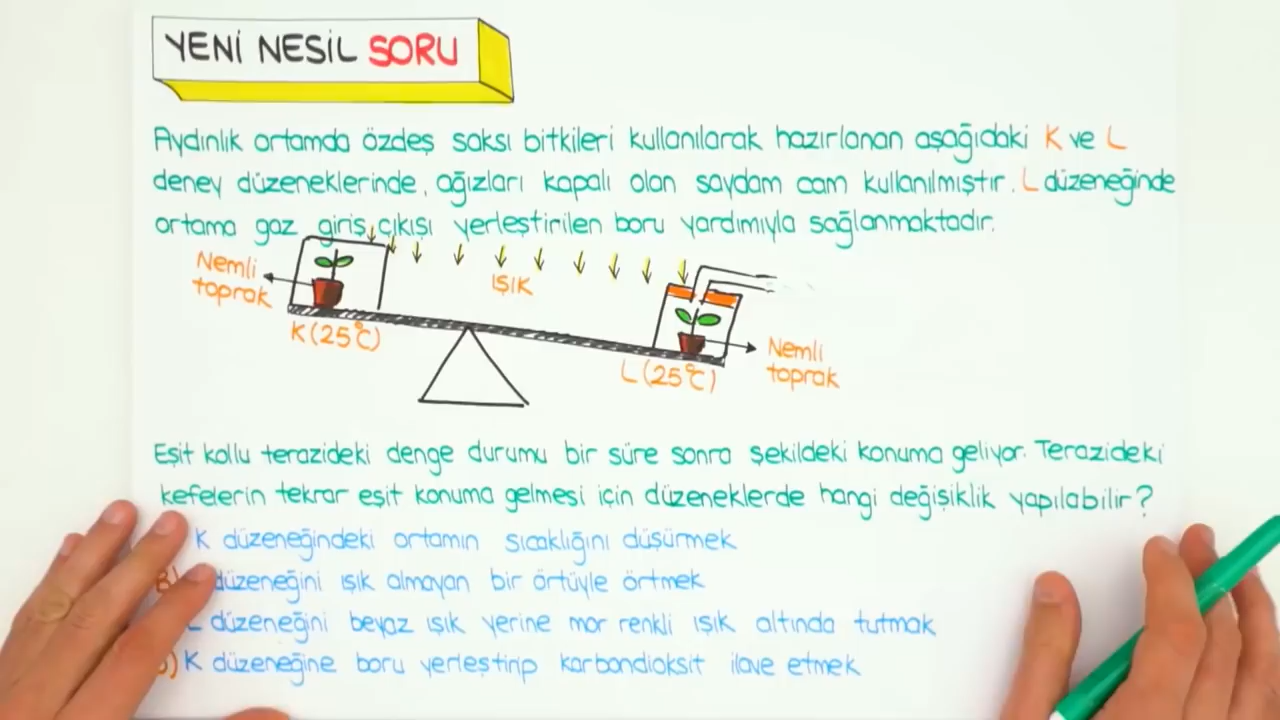 YENİ NESİL SORU
Aydınlık ortamda özdeş saksı bitkileri kullanılarak hazırlanan aşağıdaki K ve L
deney düzeneklerinde, ağızları kapalı olan saydam cam kullanılmıştır. L düzeneğinde
ortama gaz giriş çıkışı yerleştirilen boru yardımıyla sağlanmaktadır.
Nemli
toprak
IŞIK
K(25°C)
L(25°C)
Nemli
toprak
Eşit kollu terazideki denge durumu bir süre sonra şekildeki konuma geliyor. Terazideki
kefelerin tekrar eşit konuma gelmesi için düzeneklerde hangi değişiklik yapılabilir?
K düzeneğindeki ortamın sıcaklığını düşürmek
B) düzeneğini ışık almayan bir örtüyle örtmek
L düzeneğini beyaz ışık yerine mor renkli ışık altında tutmak
) K düzeneğine boru yerleştirip karbondioksit ilave etmek